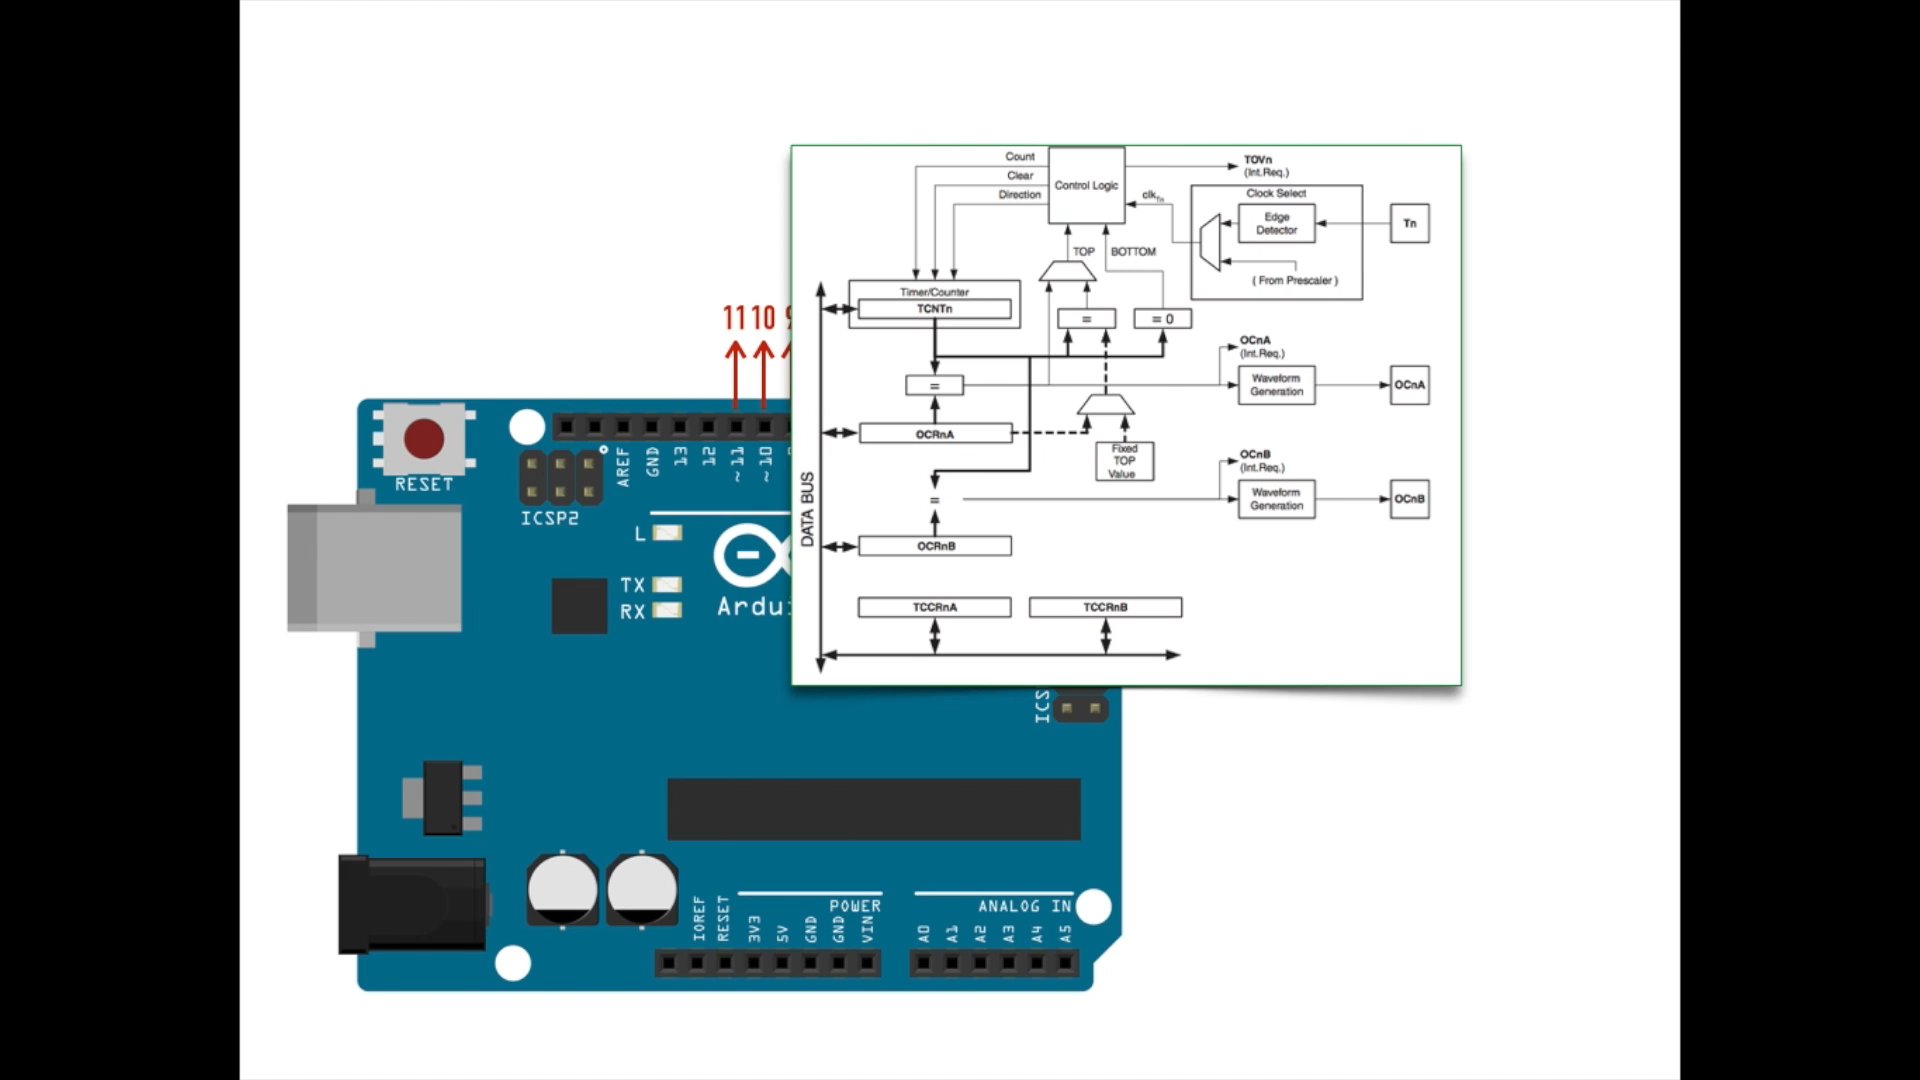 Count
Clear
Direction
Control Logic
TOVn
(Int.Req.)
clkTn
Clock Select
Edge
Detector
Tn
( From Prescaler )
TOP
BOTTOM
Timer/Counter
TCNTn
=
= 0
=
OCRnA
Fixed
TOP
Value
OCnA
(Int.Req.)
Waveform
Generation
OCnA
OCnB
(Int.Req.)
Waveform
Generation
OCnB
=
OCRnB
DATA BUS
TCCRnA
TCCRnB
11 10
AREF
GND
13
12
~11
~10
RESET
ICSP2
L
TX
RX
Ardu
ICS
POWER
ANALOG IN
IOREF
RESET
3V3
5V
GND
GND
VIN
A0
A1
A2
A3
A4
A5